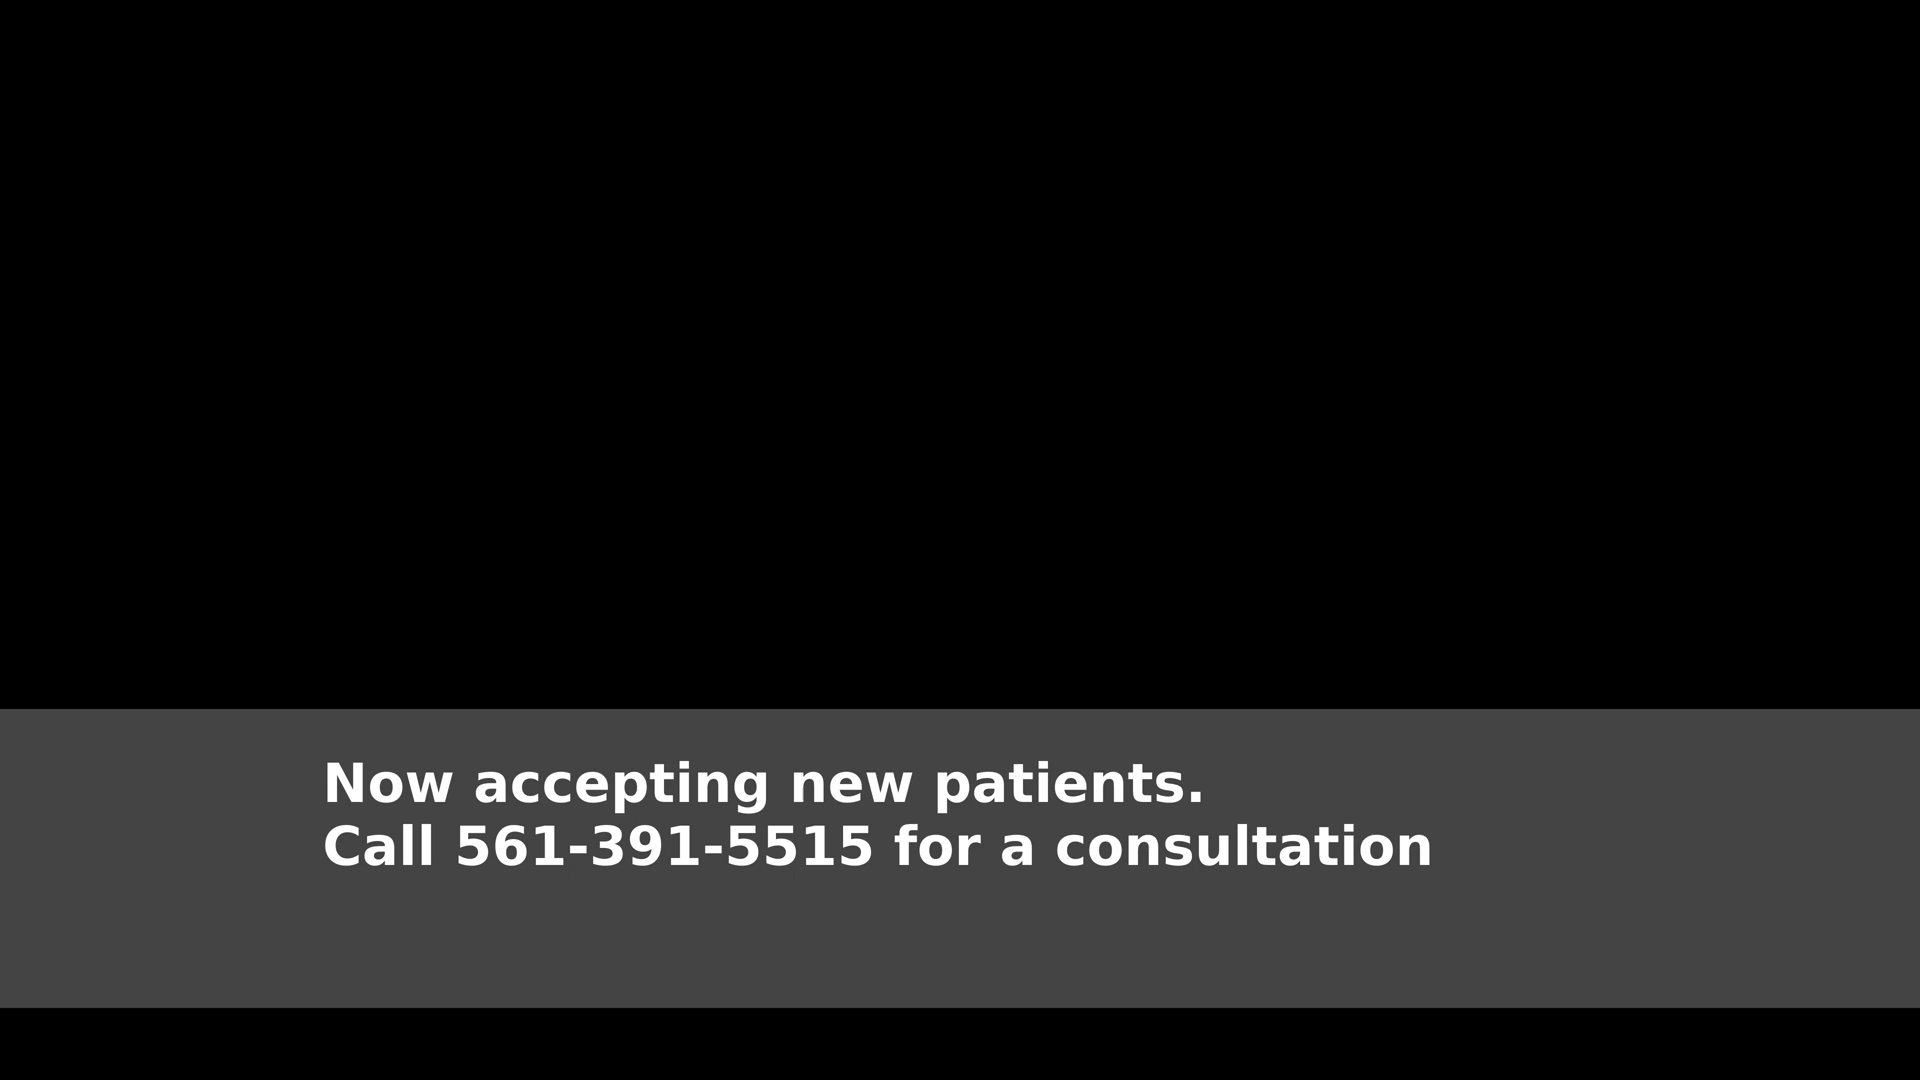 Now accepting new patients.
Call 561-391-5515 for a consultation